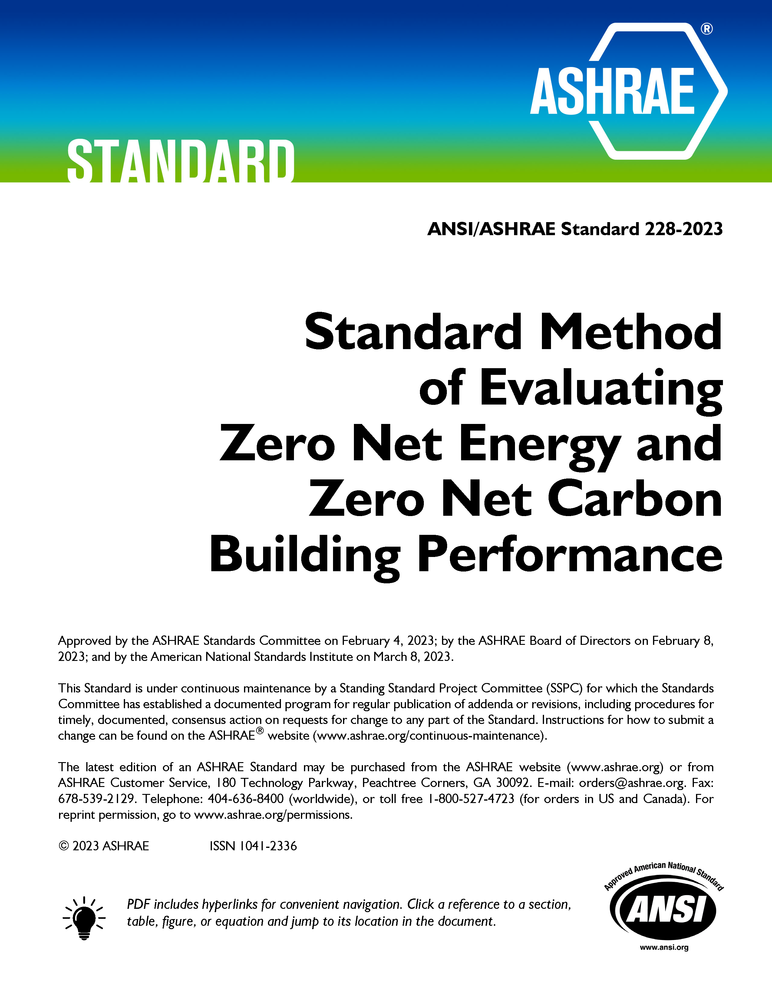 ASHRAE®
STANDARD
ANSI/ASHRAE Standard 228-2023
Standard Method
of Evaluating
Zero Net Energy and
Zero Net Carbon
Building Performance
Approved by the ASHRAE Standards Committee on February 4, 2023; by the ASHRAE Board of Directors on February 8,
2023; and by the American National Standards Institute on March 8, 2023.
This Standard is under continuous maintenance by a Standing Standard Project Committee (SSPC) for which the Standards
Committee has established a documented program for regular publication of addenda or revisions, including procedures for
timely, documented, consensus action on requests for change to any part of the Standard. Instructions for how to submit a
change can be found on the ASHRAE® website (www.ashrae.org/continuous-maintenance).
The latest edition of an ASHRAE Standard may be purchased from the ASHRAE website (www.ashrae.org) or from
ASHRAE Customer Service, 180 Technology Parkway, Peachtree Corners, GA 30092. E-mail: orders@ashrae.org. Fax:
678-539-2129. Telephone: 404-636-8400 (worldwide), or toll free 1-800-527-4723 (for orders in US and Canada). For
reprint permission, go to www.ashrae.org/permissions.
© 2023 ASHRAE ISSN 1041-2336
PDF includes hyperlinks for convenient navigation. Click a reference to a section,
table, figure, or equation and jump to its location in the document.
Approved American National Standard
ANSI
www.ansi.org